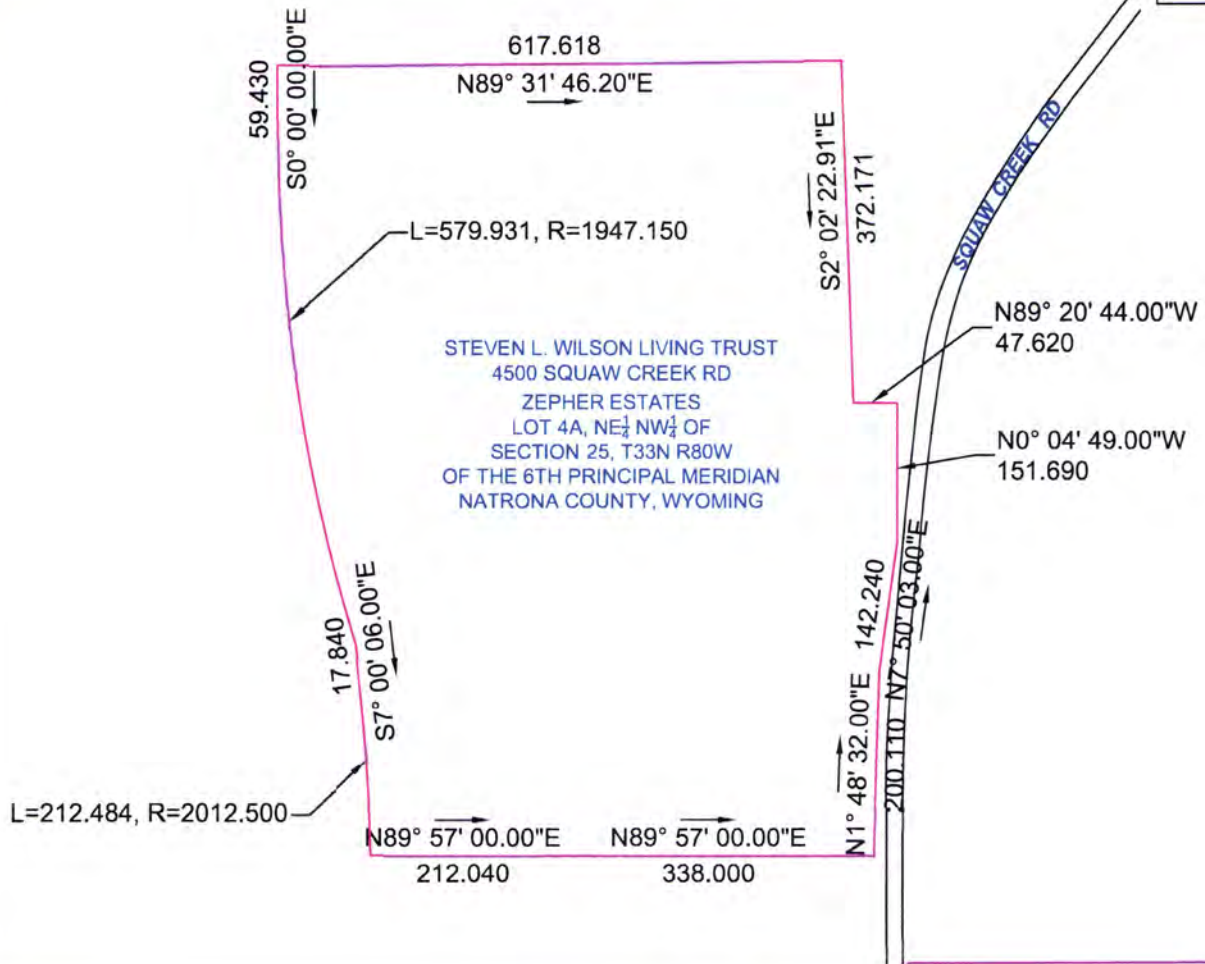 617.618
N89° 31' 46.20"E
59.430
S0° 00' 00.00"E
S2° 02' 22.91"E
372.171
SQUAW CREEK RD
L=579.931, R=1947.150
N89° 20' 44.00"W
47.620
STEVEN L. WILSON LIVING TRUST
4500 SQUAW CREEK RD
ZEPHER ESTATES
LOT 4A, NE¼ NW¼ OF
SECTION 25, T33N R80W
OF THE 6TH PRINCIPAL MERIDIAN
NATRONA COUNTY, WYOMING
N0° 04' 49.00"W
151.690
17.840
S7° 00' 06.00"E
142.240
N1° 48' 32.00"E
200.110 N7° 50' 03.00"E
L=212.484, R=2012.500
N89° 57' 00.00"E N89° 57' 00.00"E
212.040 338.000